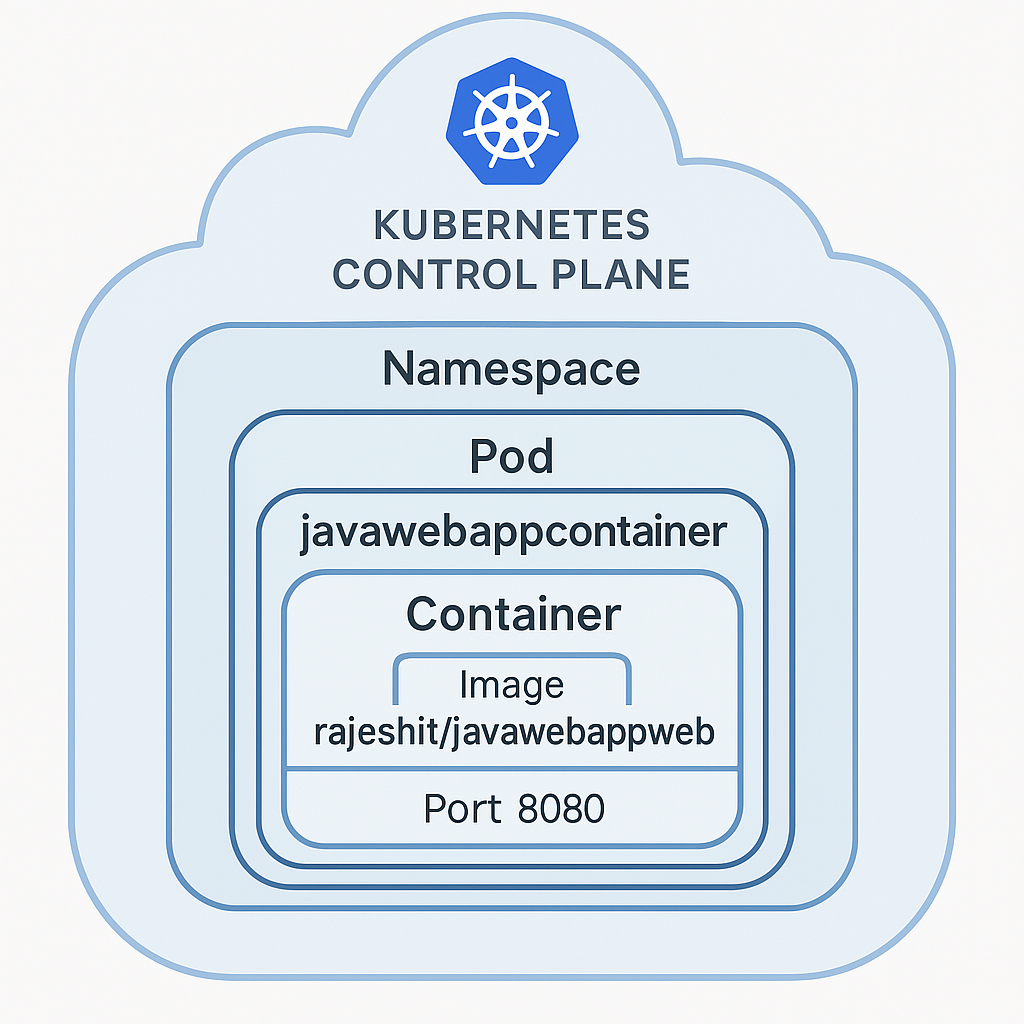 KUBERNETES
CONTROL PLANE
Namespace
Pod
javawebappcontainer
Container
Image
rajeshit/javawebappweb
Port 8080